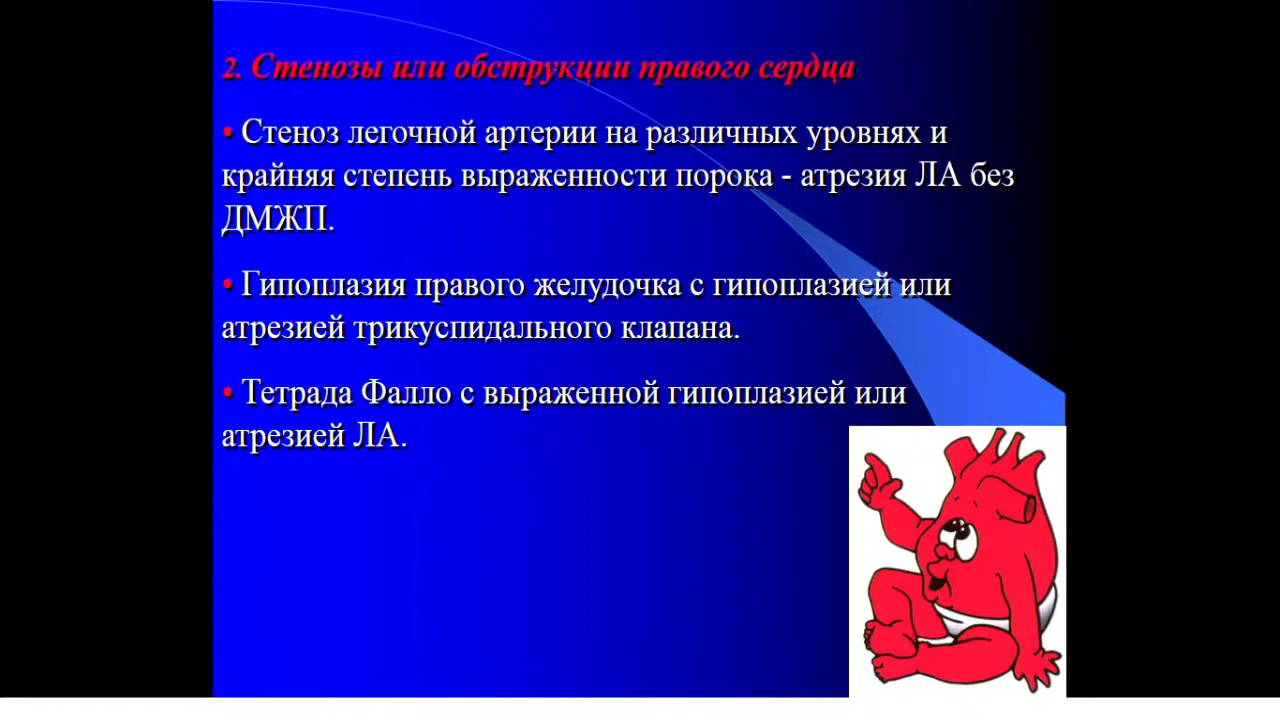 2. Стенозы или обструкции правого сердца
• Стеноз легочной артерии на различных уровнях и
крайняя степень выраженности порока - атрезия ЛА без
ДМЖП.
• Гипоплазия правого желудочка с гипоплазией или
атрезией трикуспидального клапана.
• Тетрада Фалло с выраженной гипоплазией или
атрезией ЛА.